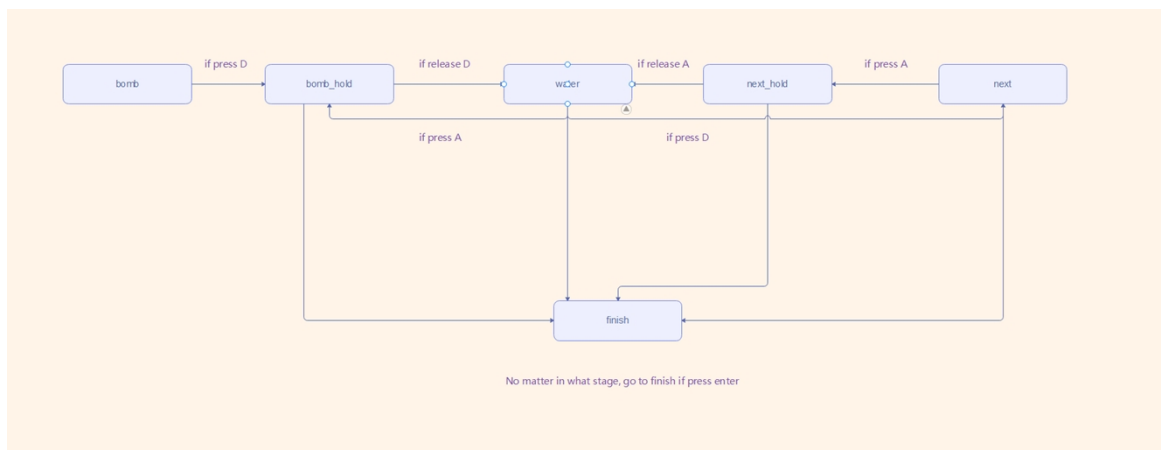 if press D
if release D
if release A
if press A
bomb
bomb_hold
next_hold
next
if press A
if press D
finish
No matter in what stage, go to finish if press enter